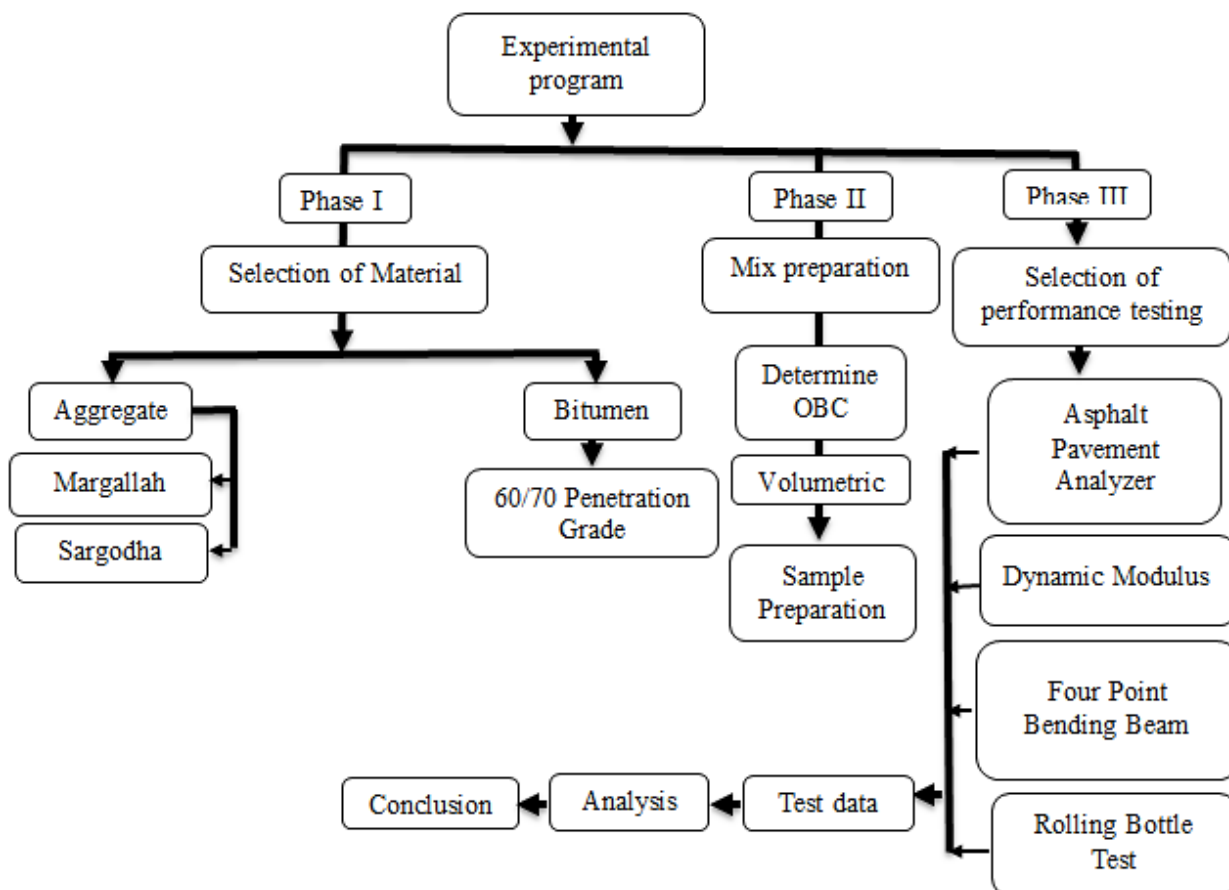 Experimental
program
Phase I
Phase II
Phase III
Selection of Material
Mix preparation
Selection of
performance testing
Aggregate
Bitumen
Determine
OBC
Asphalt
Pavement
Analyzer
Margallah
60/70 Penetration
Grade
Volumetric
Sargodha
Sample
Preparation
Dynamic Modulus
Four Point
Bending Beam
Conclusion
Analysis
Test data
Rolling Bottle
Test